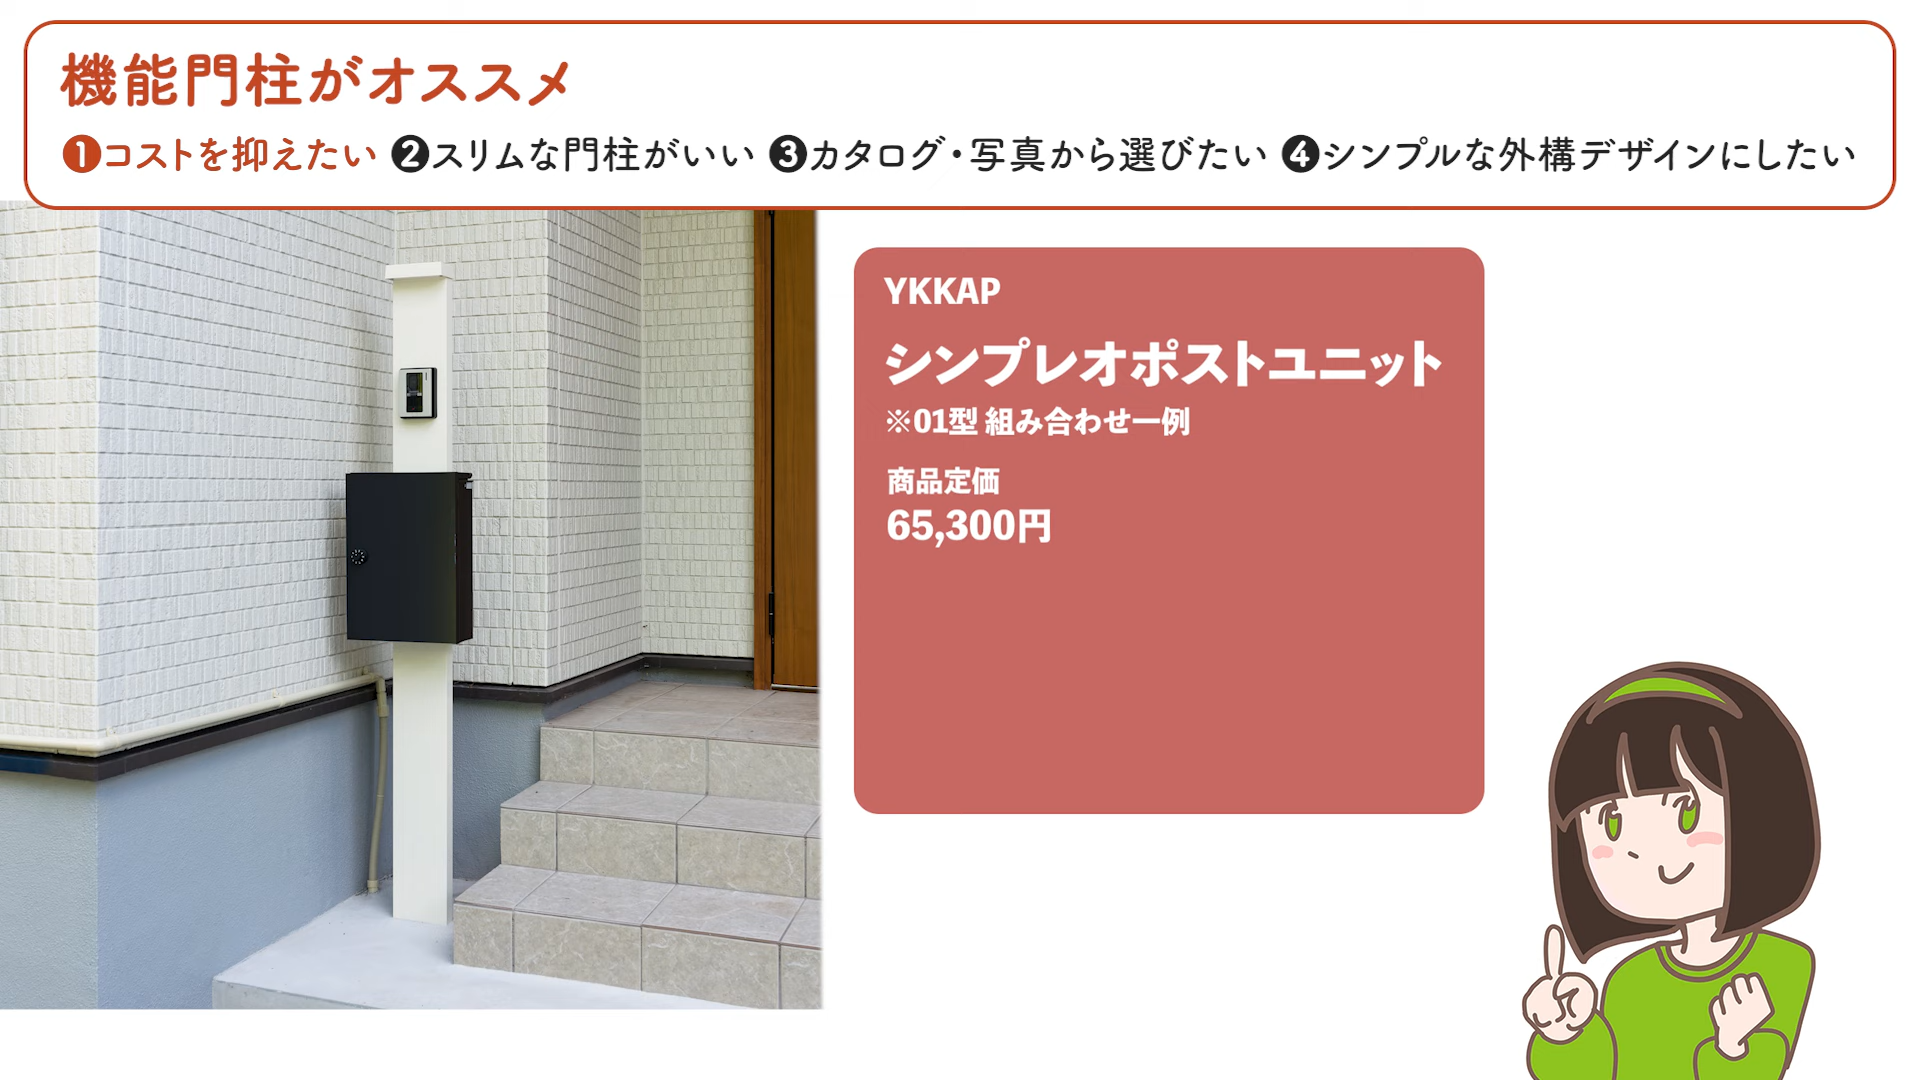 機能門柱がオススメ
❶コストを抑えたい ❷スリムな門柱がいい ❸カタログ・写真から選びたい ❹シンプルな外構デザインにしたい
YKKAP
シンプレオポストユニット
※01型 組み合わせ一例
商品定価
65,300円